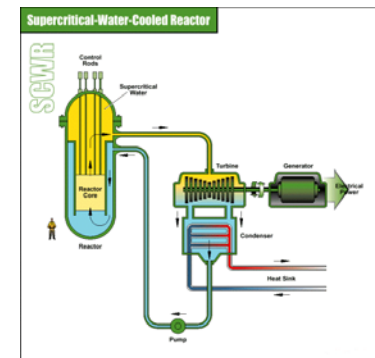 Supercritical-Water-Cooled Reactor
SCWR
Control
Rods
Supercritical
Water
Turbine
Generator
Electrical
Power
Reactor
Core
Condenser
Reactor
Heat Sink
Pump